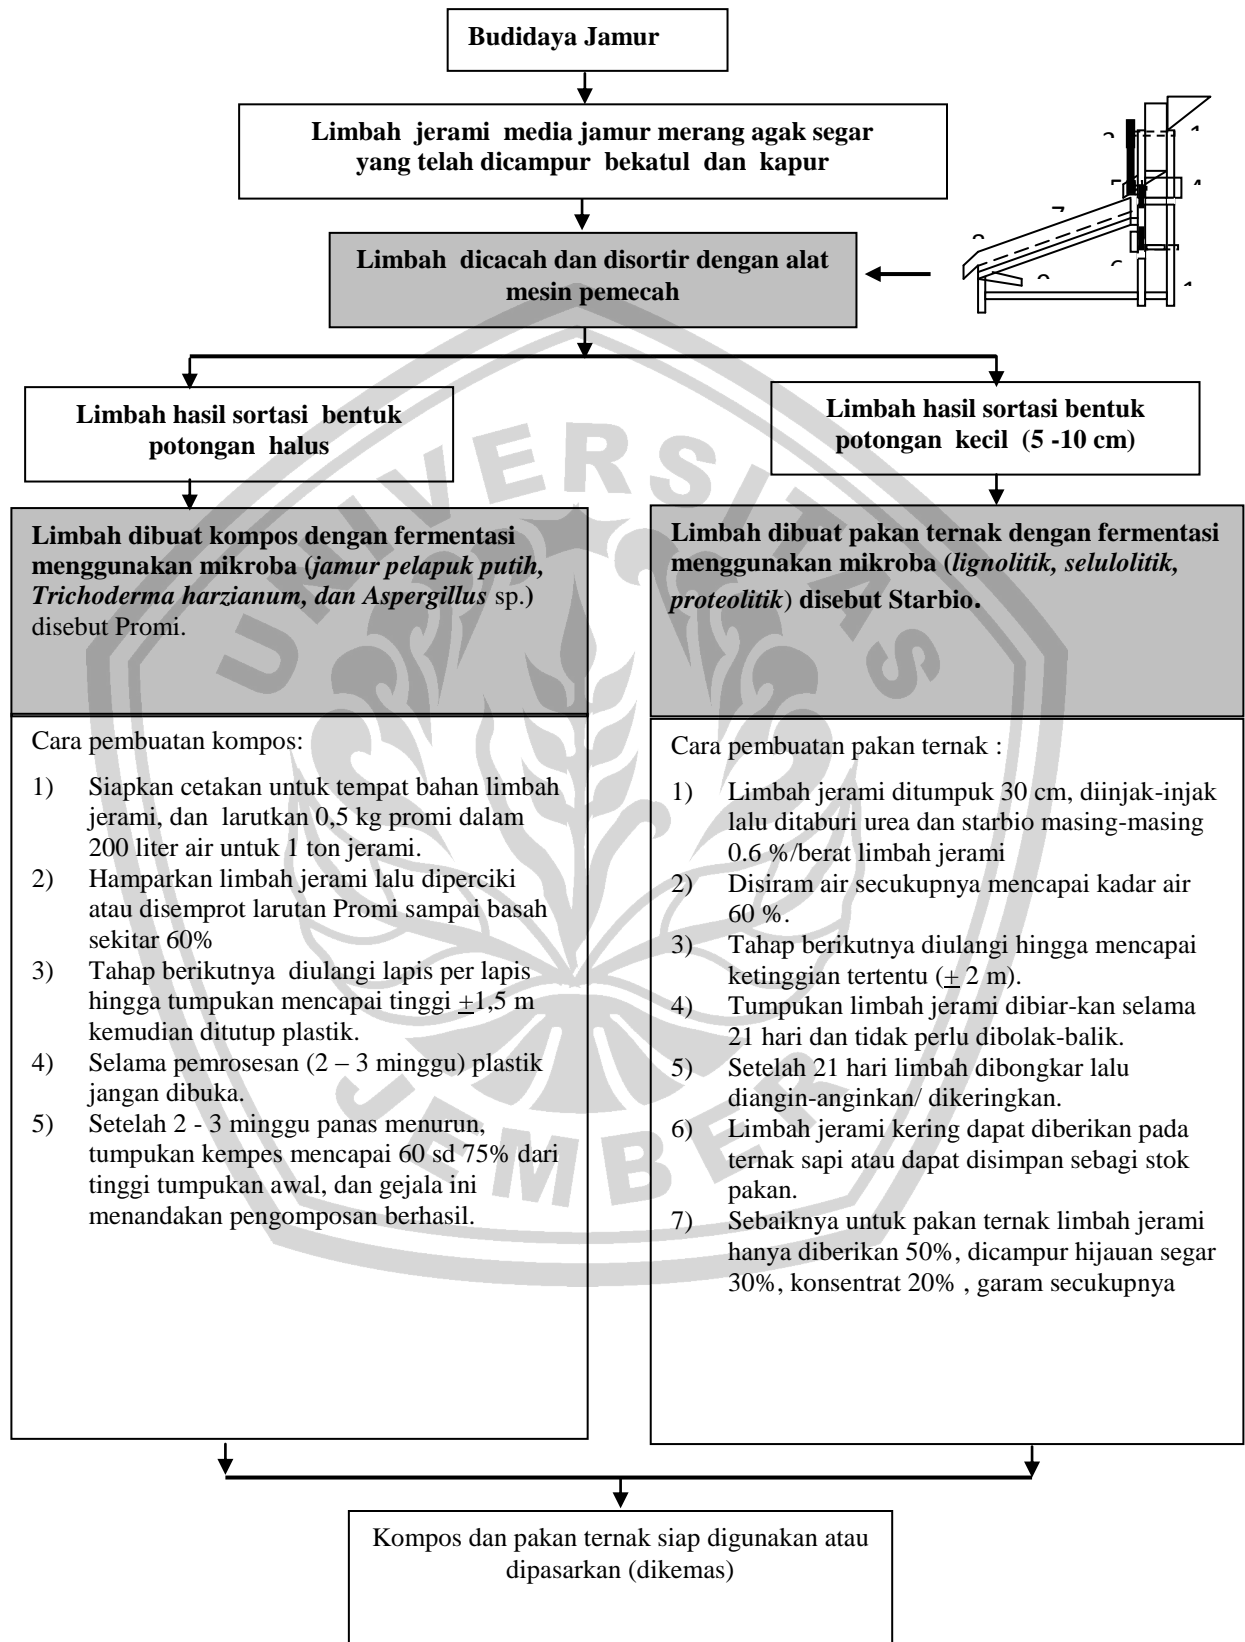 Budidaya Jamur
Limbah jerami media jamur merang agak segar
yang telah dicampur bekatul dan kapur
Limbah dicacah dan disortir dengan alat
mesin pemecah
Limbah hasil sortasi bentuk
potongan halus
Limbah hasil sortasi bentuk
potongan kecil (5 -10 cm)
Limbah dibuat kompos dengan fermentasi
menggunakan mikroba (jamur pelapuk putih,
Trichoderma harzianum, dan Aspergillus sp.)
disebut Promi.
Limbah dibuat pakan ternak dengan fermentasi
menggunakan mikroba (lignolitik, selulolitik,
proteolitik) disebut Starbio.
Cara pembuatan kompos:
1) Siapkan cetakan untuk tempat bahan limbah
jerami, dan larutkan 0,5 kg promi dalam
200 liter air untuk 1 ton jerami.
2) Hamparkan limbah jerami lalu diperciki
atau disemprot larutan Promi sampai basah
sekitar 60%
3) Tahap berikutnya diulangi lapis per lapis
hingga tumpukan mencapai tinggi ±1,5 m
kemudian ditutup plastik.
4) Selama pemrosesan (2 – 3 minggu) plastik
jangan dibuka.
5) Setelah 2 - 3 minggu panas menurun,
tumpukan kempes mencapai 60 sd 75% dari
tinggi tumpukan awal, dan gejala ini
menandakan pengomposan berhasil.
Cara pembuatan pakan ternak :
1) Limbah jerami ditumpuk 30 cm, diinjak-injak
lalu ditaburi urea dan starbio masing-masing
0.6 %/berat limbah jerami
2) Disiram air secukupnya mencapai kadar air
60 %.
3) Tahap berikutnya diulangi hingga mencapai
ketinggian tertentu (± 2 m).
4) Tumpukan limbah jerami dibiar-kan selama
21 hari dan tidak perlu dibolak-balik.
5) Setelah 21 hari limbah dibongkar lalu
diangin-anginkan/ dikeringkan.
6) Limbah jerami kering dapat diberikan pada
ternak sapi atau dapat disimpan sebagi stok
pakan.
7) Sebaiknya untuk pakan ternak limbah jerami
hanya diberikan 50%, dicampur hijauan segar
30%, konsentrat 20% , garam secukupnya
Kompos dan pakan ternak siap digunakan atau
dipasarkan (dikemas)
UNIVERSITAS
JEMBER